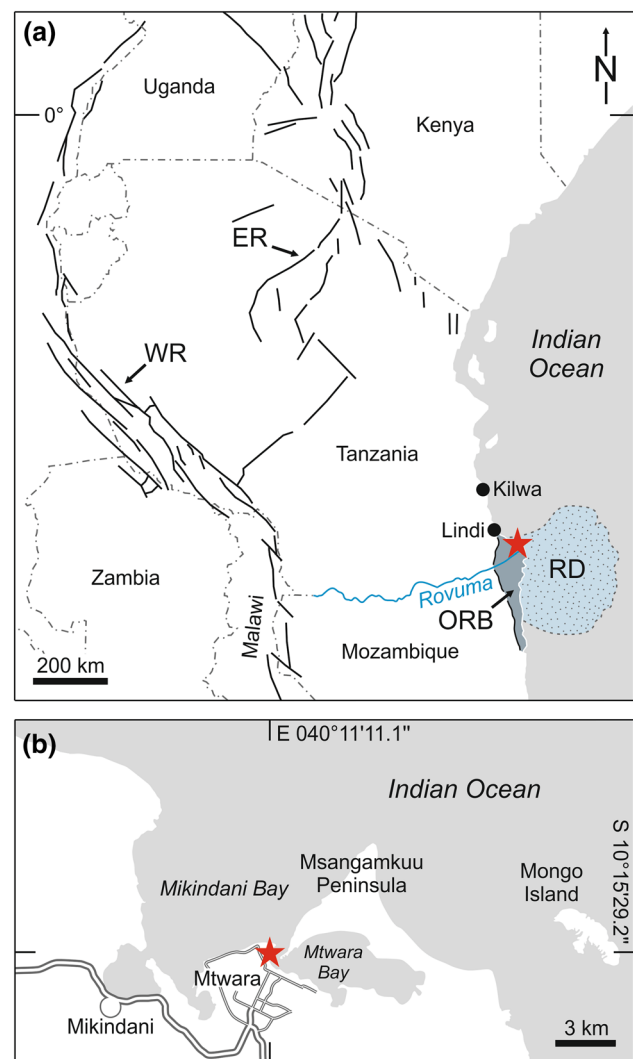 (a)
N
Uganda
0°
Kenya
ER
Indian
Ocean
WR
Tanzania
Kilwa
Lindi
RD
Zambia
Rovuma
ORB
Malawi
Mozambique
200 km
(b)
E 040°11'11.1"
Indian Ocean
S 10°15'29.2"
Msangamkuu
Peninsula
Mikindani Bay
Mongo
Island
Mtwara
Bay
Mtwara
Mikindani
3 km